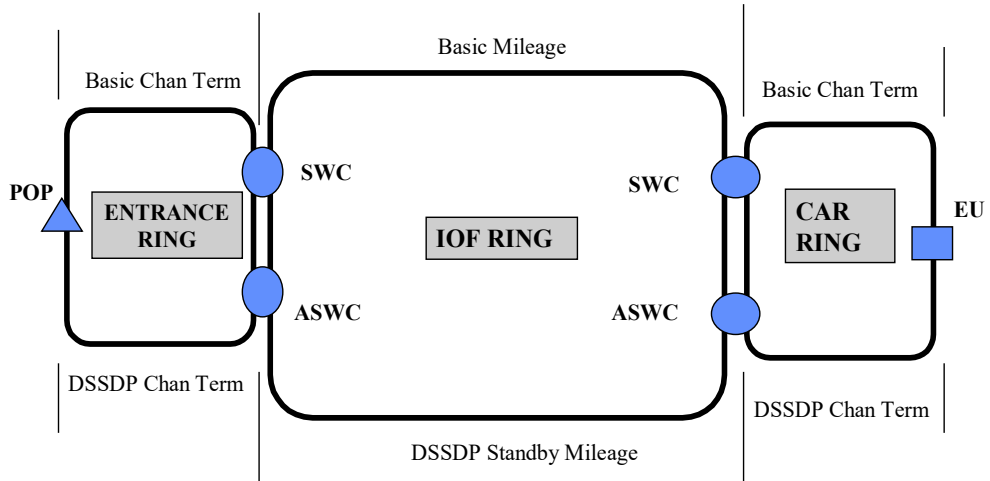 Basic Mileage
Basic Chan Term
Basic Chan Term
SWC
SWC
POP
ENTRANCE
RING
IOF RING
CAR
RING
EU
ASWC
ASWC
DSSDP Chan Term
DSSDP Chan Term
DSSDP Standby Mileage